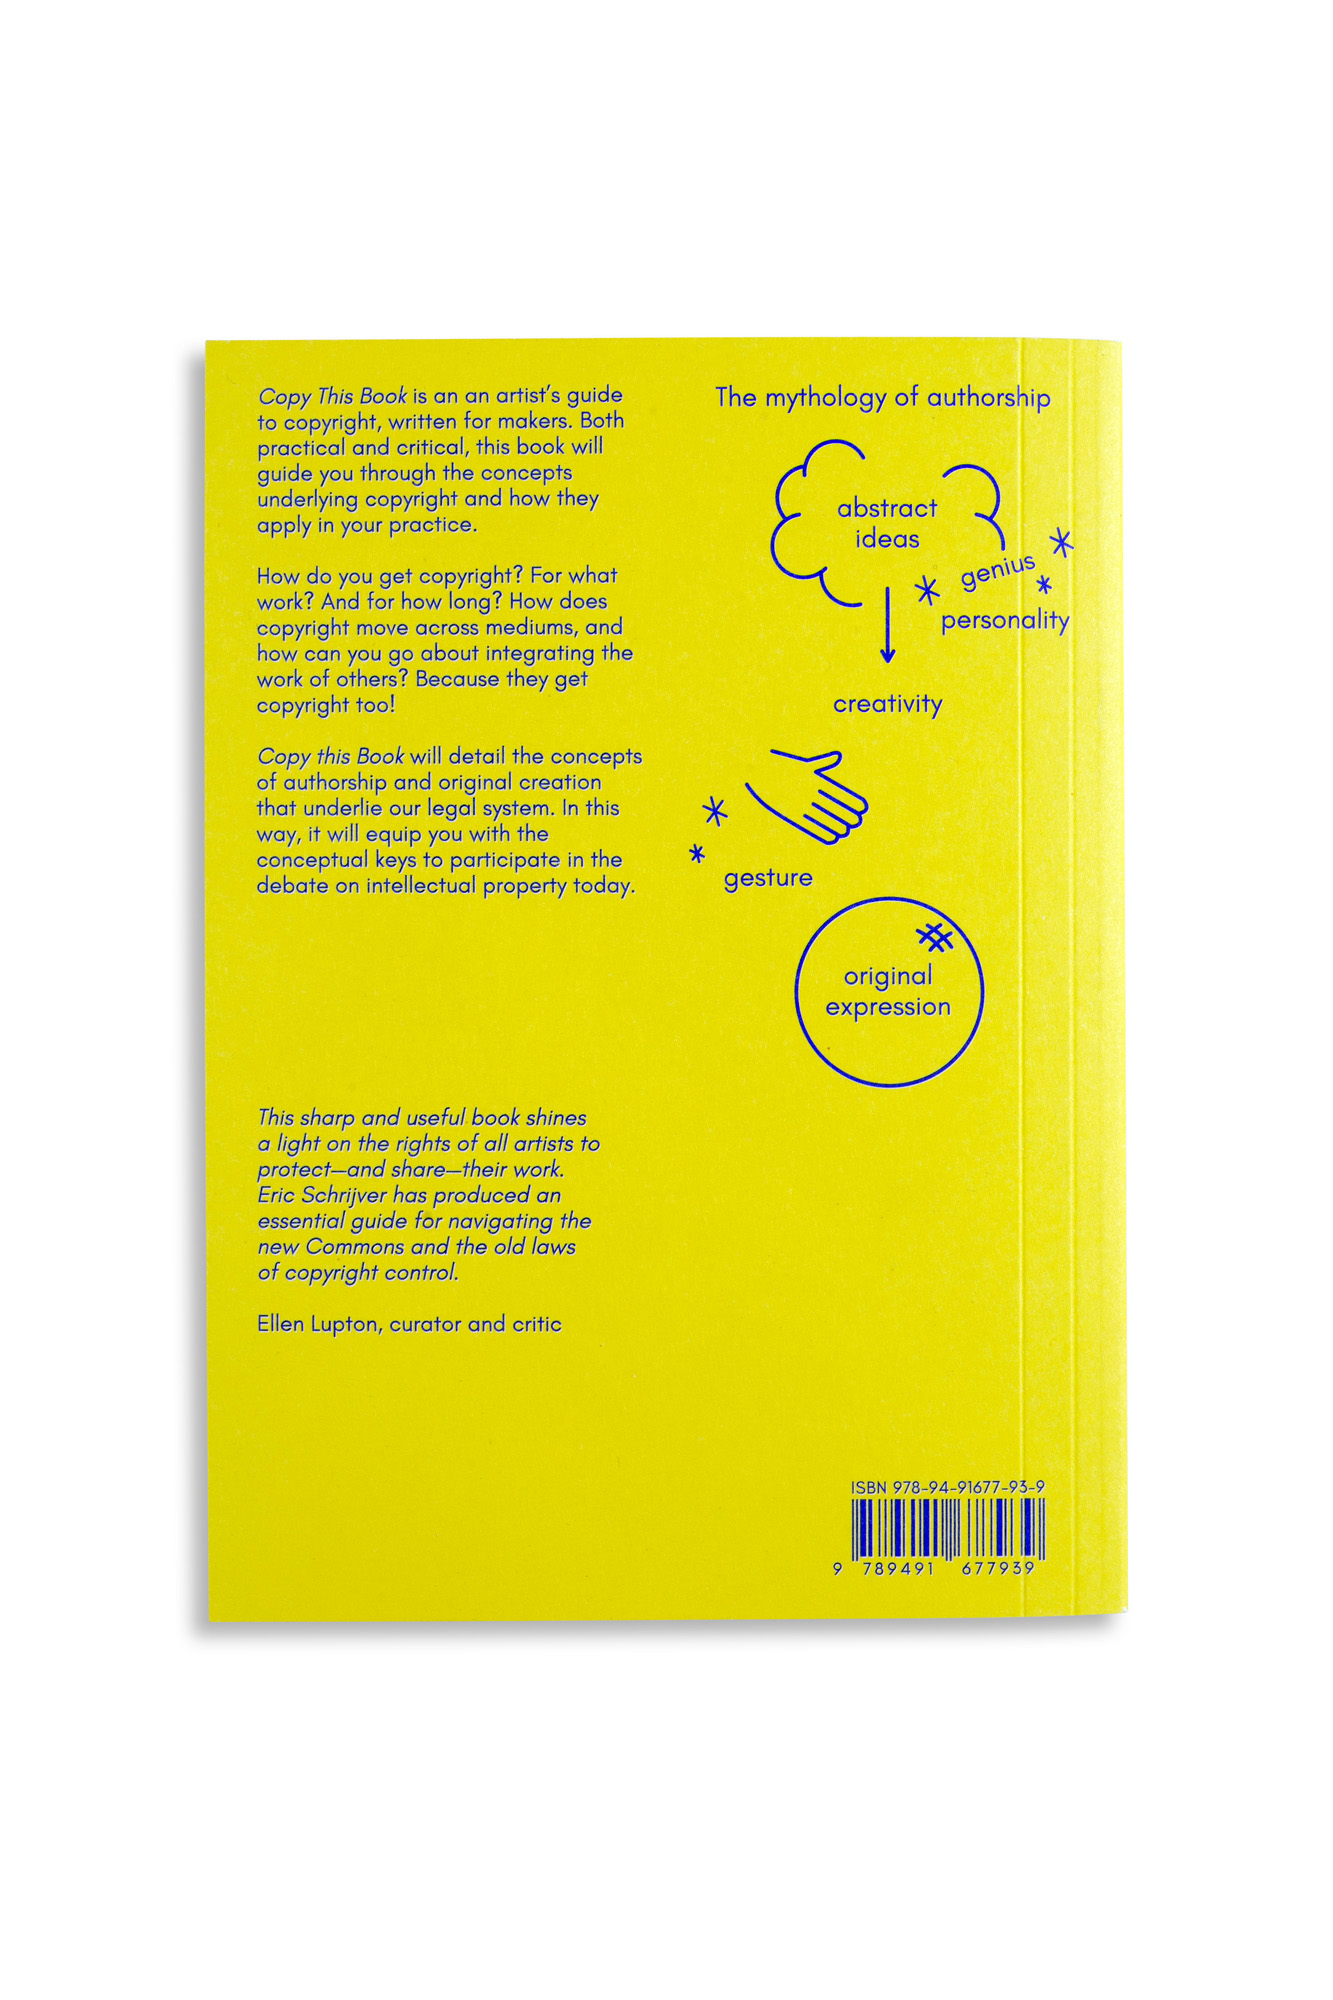 Copy This Book is an an artist's guide
to copyright, written for makers. Both
practical and critical, this book will
guide you through the concepts
underlying copyright and how they
apply in your practice.
How do you get copyright? For what
work? And for how long? How does
copyright move across mediums, and
how can you go about integrating the
work of others? Because they get
copyright too!
Copy this Book will detail the concepts
of authorship and original creation
that underlie our legal system. In this
way, it will equip you with the
conceptual keys to participate in the
debate on intellectual property today.
This sharp and useful book shines
a light on the rights of all artists to
protect—and share—their work.
Eric Schrijver has produced an
essential guide for navigating the
new Commons and the old laws
of copyright control.
Ellen Lupton, curator and critic
The mythology of authorship
abstract
ideas
genius
personality
creativity
gesture
original
expression
ISBN 978-94-91677-93-9
9 789491 677939